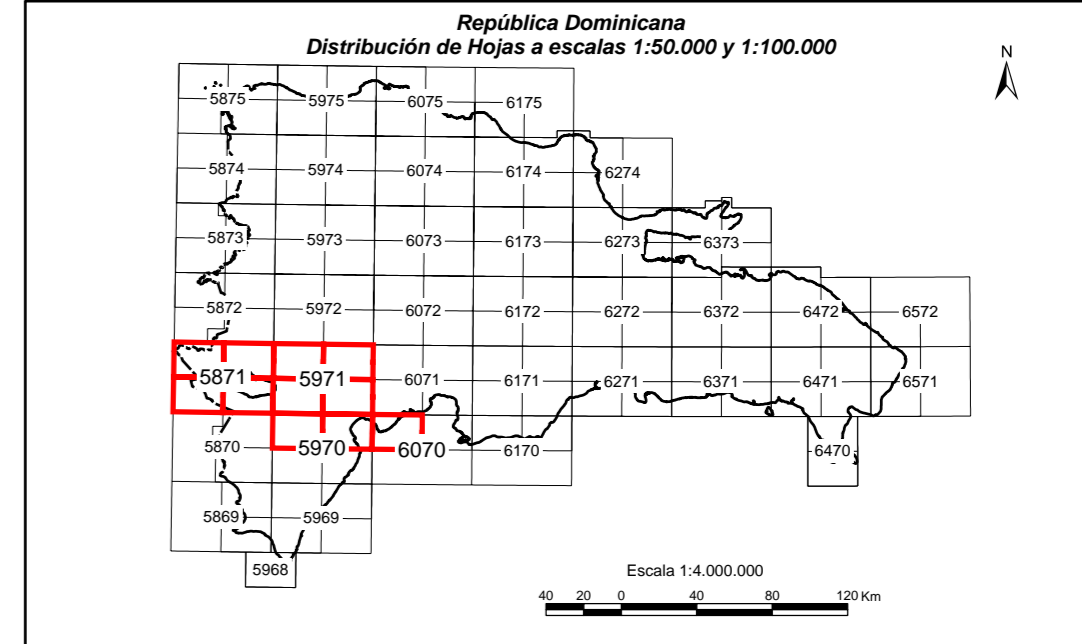 República Dominicana
Distribución de Hojas a escalas 1:50.000 y 1:100.000
N
5875 5975 6075 6175
5874 5974 6074 6174 6274
5873 5973 6073 6173 6273 6373
5872 5972 6072 6172 6272 6372 6472 6572
5871 5971 6071 6171 6271 6371 6471 6571
5870 5970 6070 6170 6470
5869 5969
5968
Escala 1:4.000.000
40 20 0 40 80 120 Km